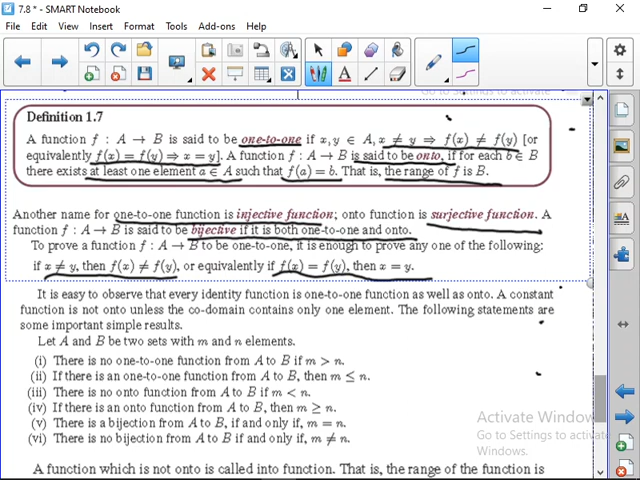 7.8 * - SMART Notebook
File Edit View Insert Format Tools Add-ons Help
Go to Settings to activate
Definition 1.7
A function f : A → B is said to be one-to-one if x, y ∈ A, x ≠ y ⇒ f(x) ≠ f(y) [or
equivalently f(x) = f(y) ⇒ x = y]. A function f : A → B is said to be onto, if for each b ∈ B
there exists at least one element a ∈ A such that f(a) = b. That is, the range of f is B.
Another name for one-to-one function is injective function; onto function is surjective function. A
function f : A → B is said to be bijective if it is both one-to-one and onto.
To prove a function f : A → B to be one-to-one, it is enough to prove any one of the following:
if x ≠ y, then f(x) ≠ f(y), or equivalently if f(x) = f(y), then x = y.
It is easy to observe that every identity function is one-to-one function as well as onto. A constant
function is not onto unless the co-domain contains only one element. The following statements are
some important simple results.
Let A and B be two sets with m and n elements.
(i) There is no one-to-one function from A to B if m > n.
(ii) If there is an one-to-one function from A to B, then m ≤ n.
(iii) There is no onto function from A to B if m < n.
(iv) If there is an onto function from A to B, then m ≥ n.
(v) There is a bijection from A to B, if and only if, m = n.
(vi) There is no bijection from A to B if and only if, m ≠ n.
A function which is not onto is called into function. That is, the range of the function is
Activate Window
Go to Settings to activate
Windows.